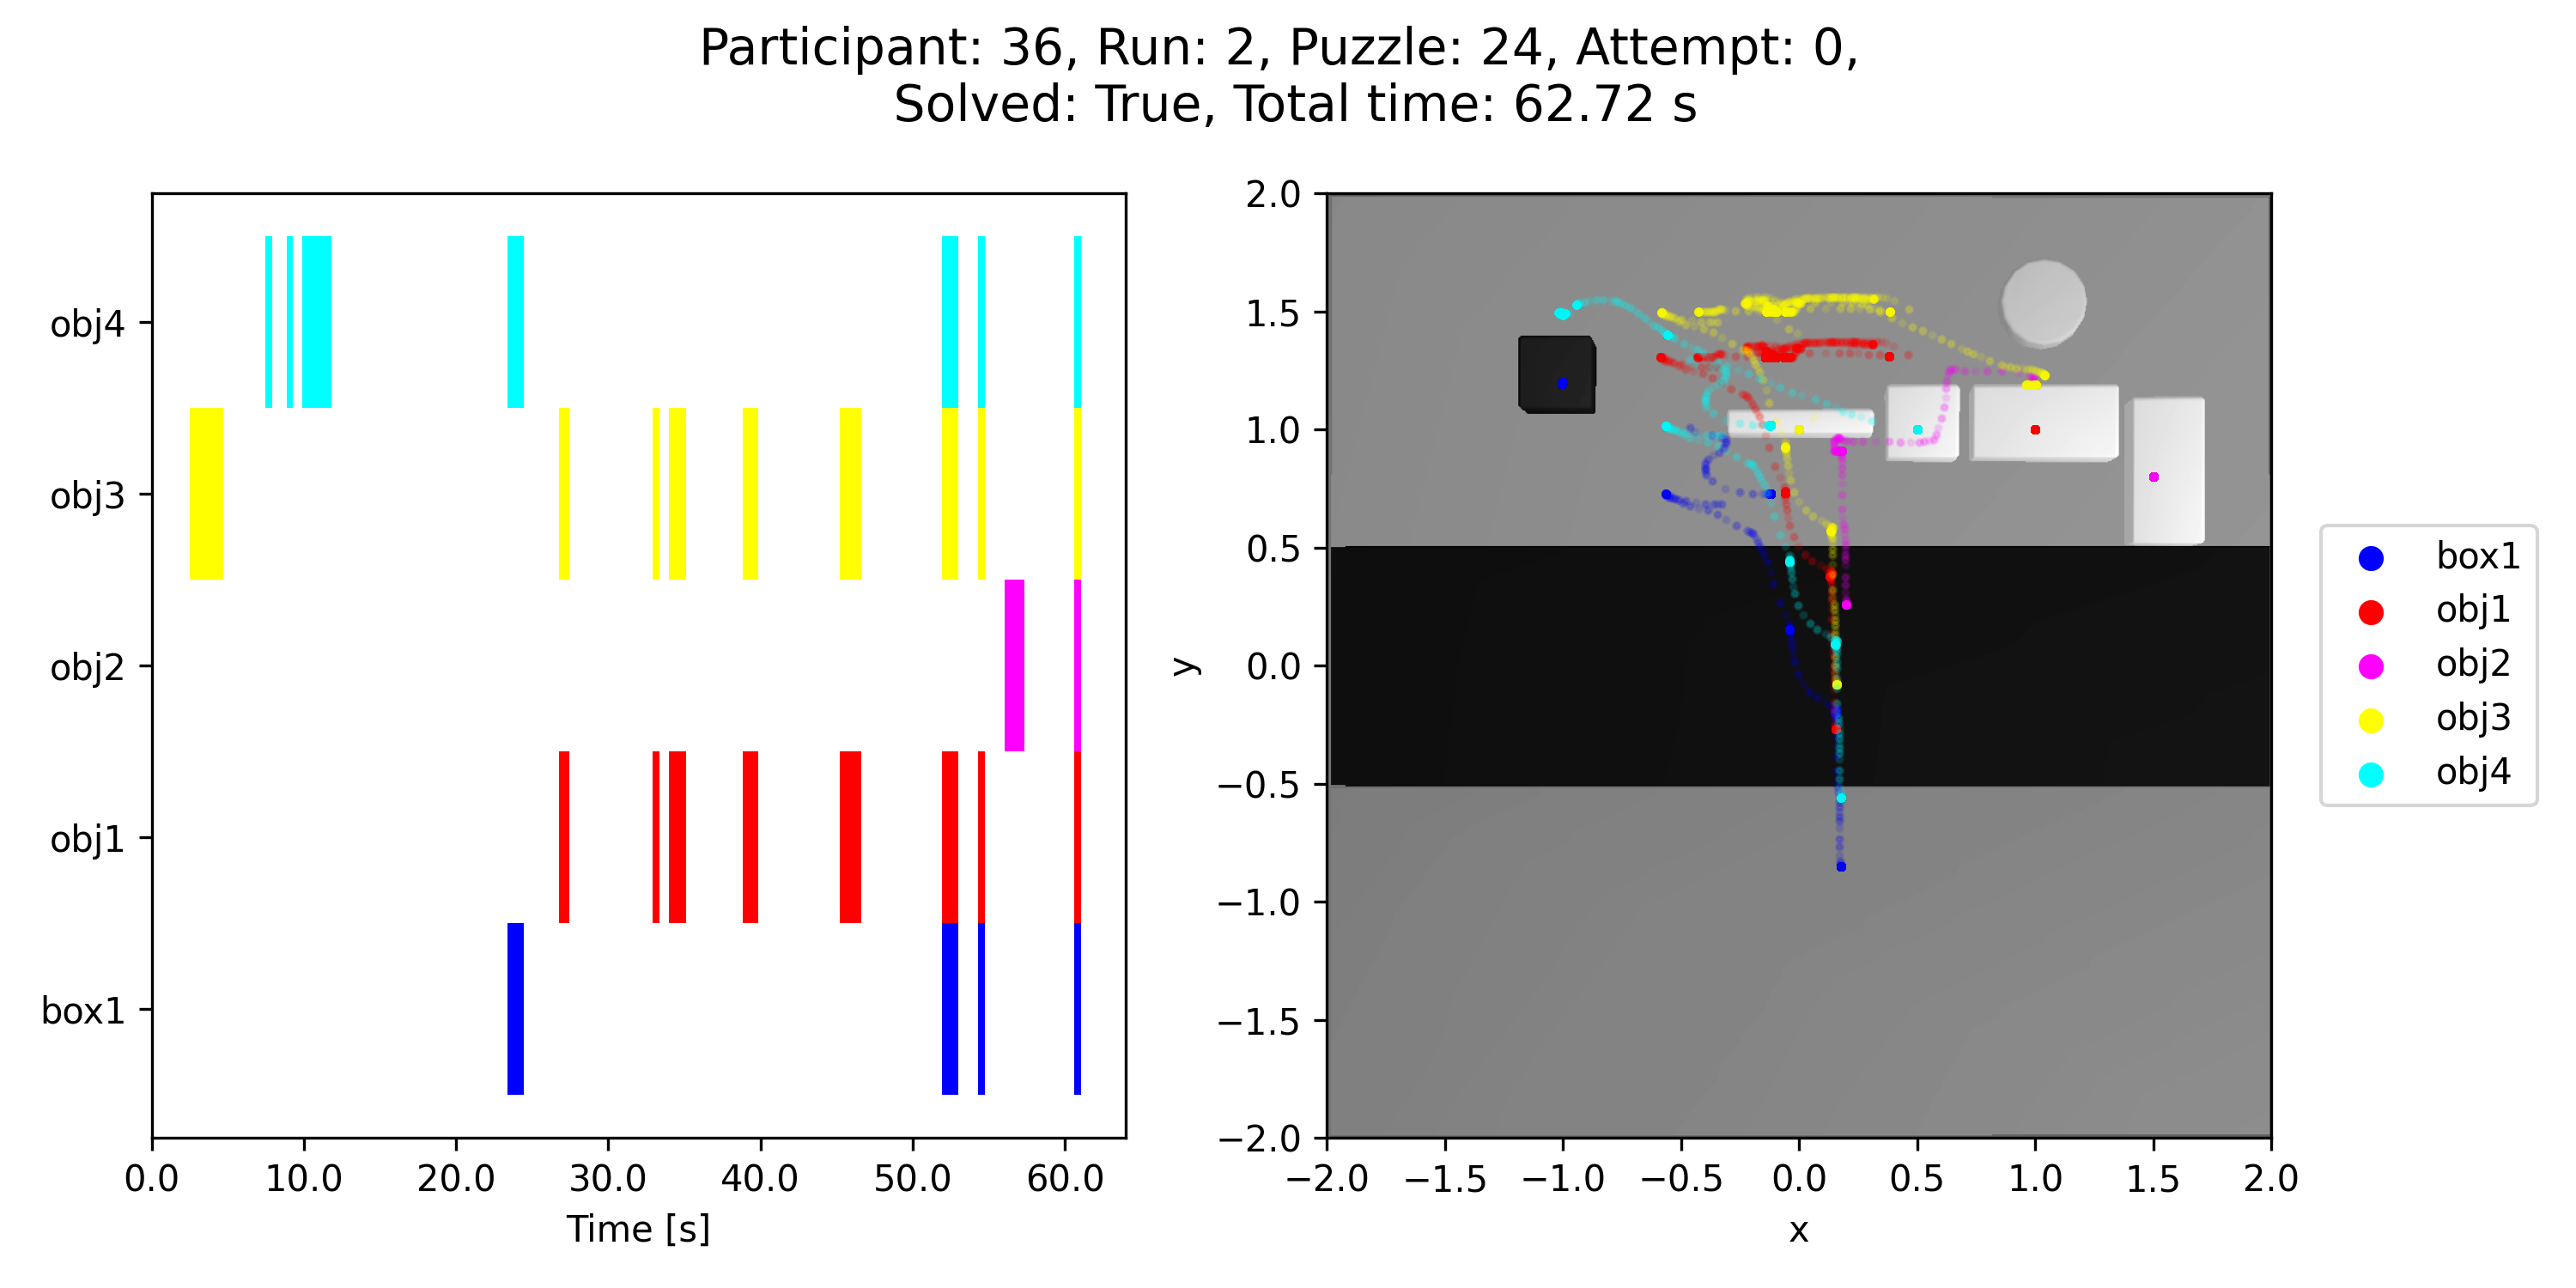 Participant: 36, Run: 2, Puzzle: 24, Attempt: 0,
Solved: True, Total time: 62.72 s
obj4
obj3
obj2
obj1
box1
0.0 10.0 20.0 30.0 40.0 50.0 60.0
Time [s]
2.0
1.5
1.0
0.5
0.0
−0.5
−1.0
−1.5
−2.0
y
−2.0 −1.5 −1.0 −0.5 0.0 0.5 1.0 1.5 2.0
x
box1
obj1
obj2
obj3
obj4